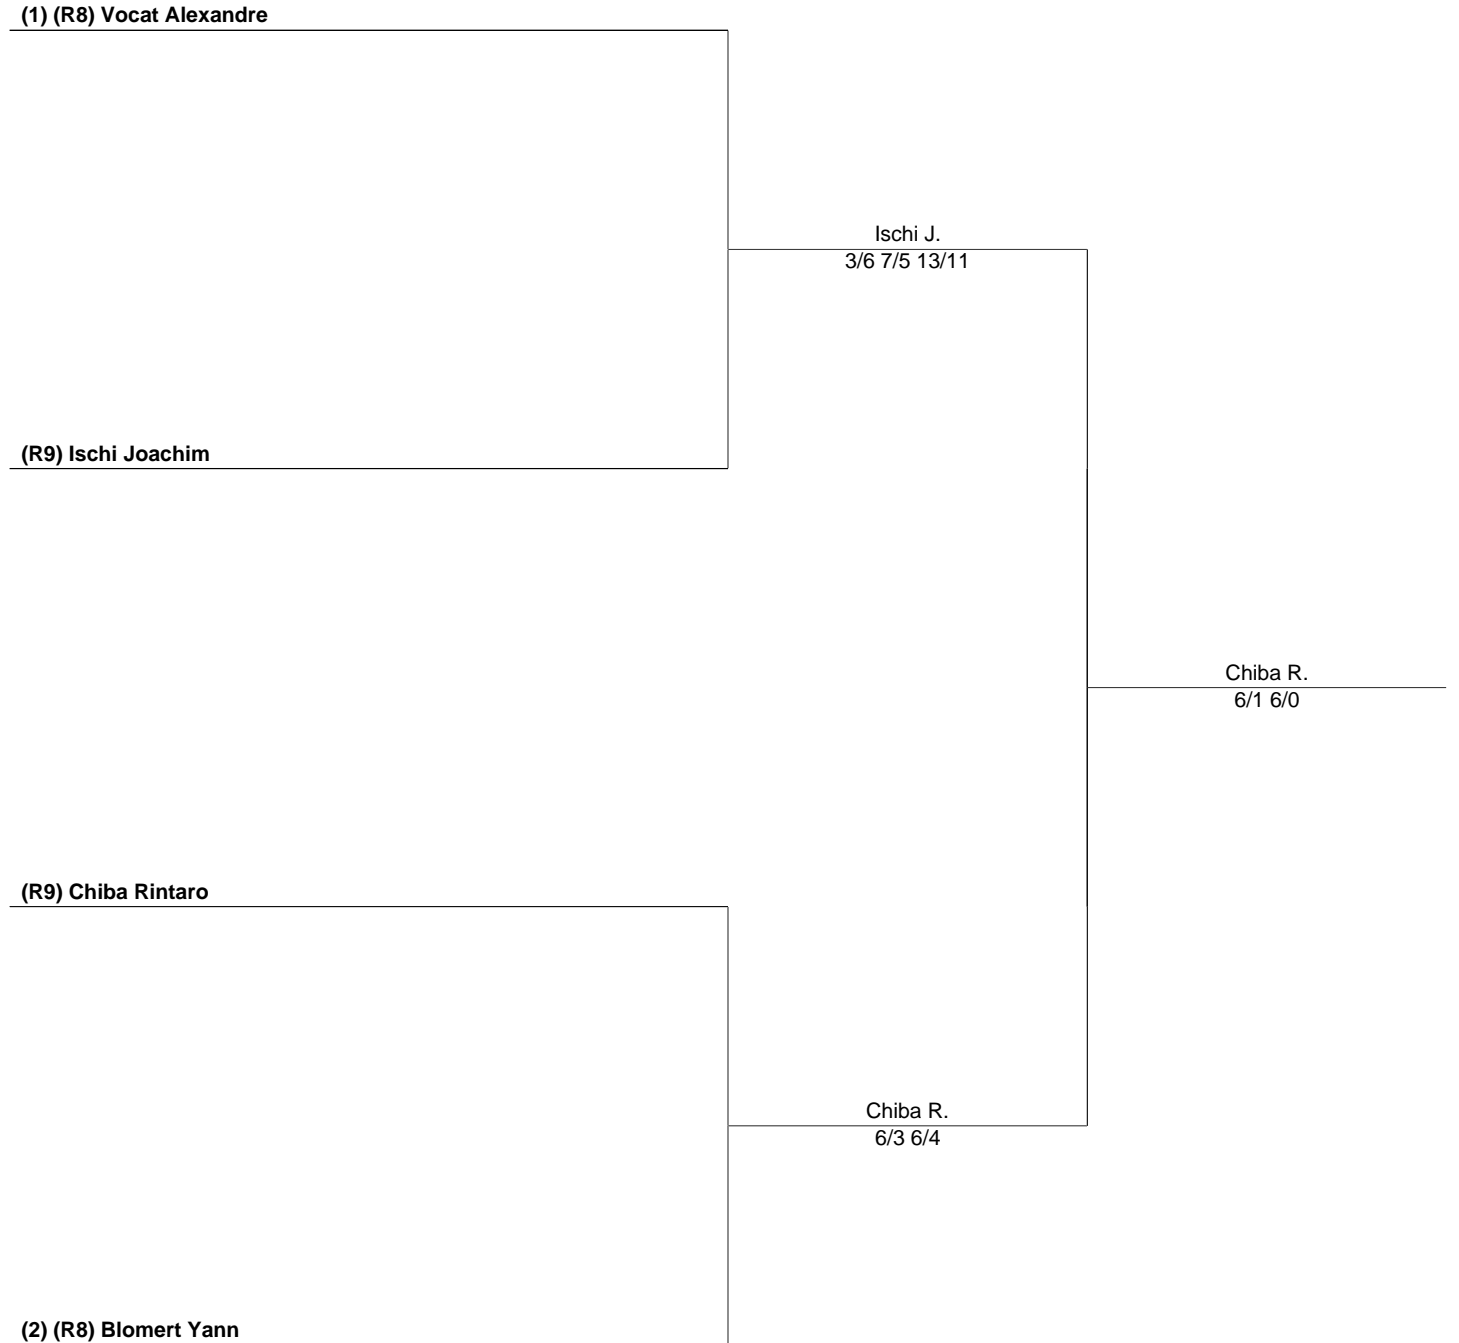 (1) (R8) Vocat Alexandre
Ischi J.
3/6 7/5 13/11
(R9) Ischi Joachim
Chiba R.
6/1 6/0
(R9) Chiba Rintaro
Chiba R.
6/3 6/4
(2) (R8) Blomert Yann